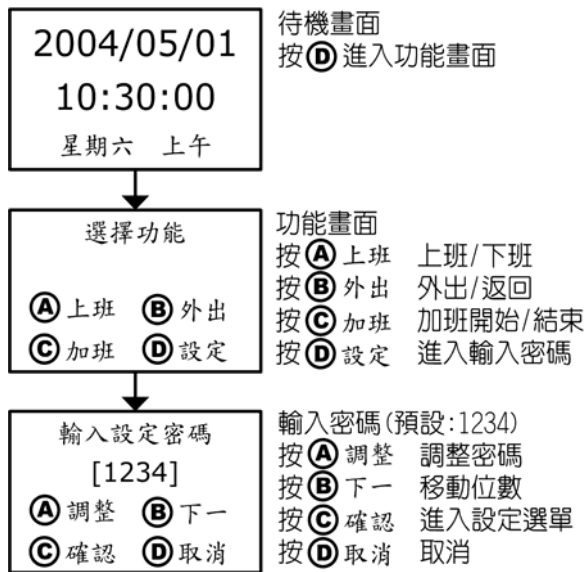 2004/05/01
10:30:00
星期六 上午
待機畫面
按Ⓓ進入功能畫面
選擇功能
Ⓐ上班 Ⓑ外出
Ⓒ加班 Ⓓ設定
功能畫面
按Ⓐ上班 上班/下班
按Ⓑ外出 外出/返回
按Ⓒ加班 加班開始/結束
按Ⓓ設定 進入輸入密碼
輸入設定密碼
[1234]
Ⓐ調整 Ⓑ下一
Ⓒ確認 Ⓓ取消
輸入密碼(預設:1234)
按Ⓐ調整 調整密碼
按Ⓑ下一 移動位數
按Ⓒ確認 進入設定選單
按Ⓓ取消 取消